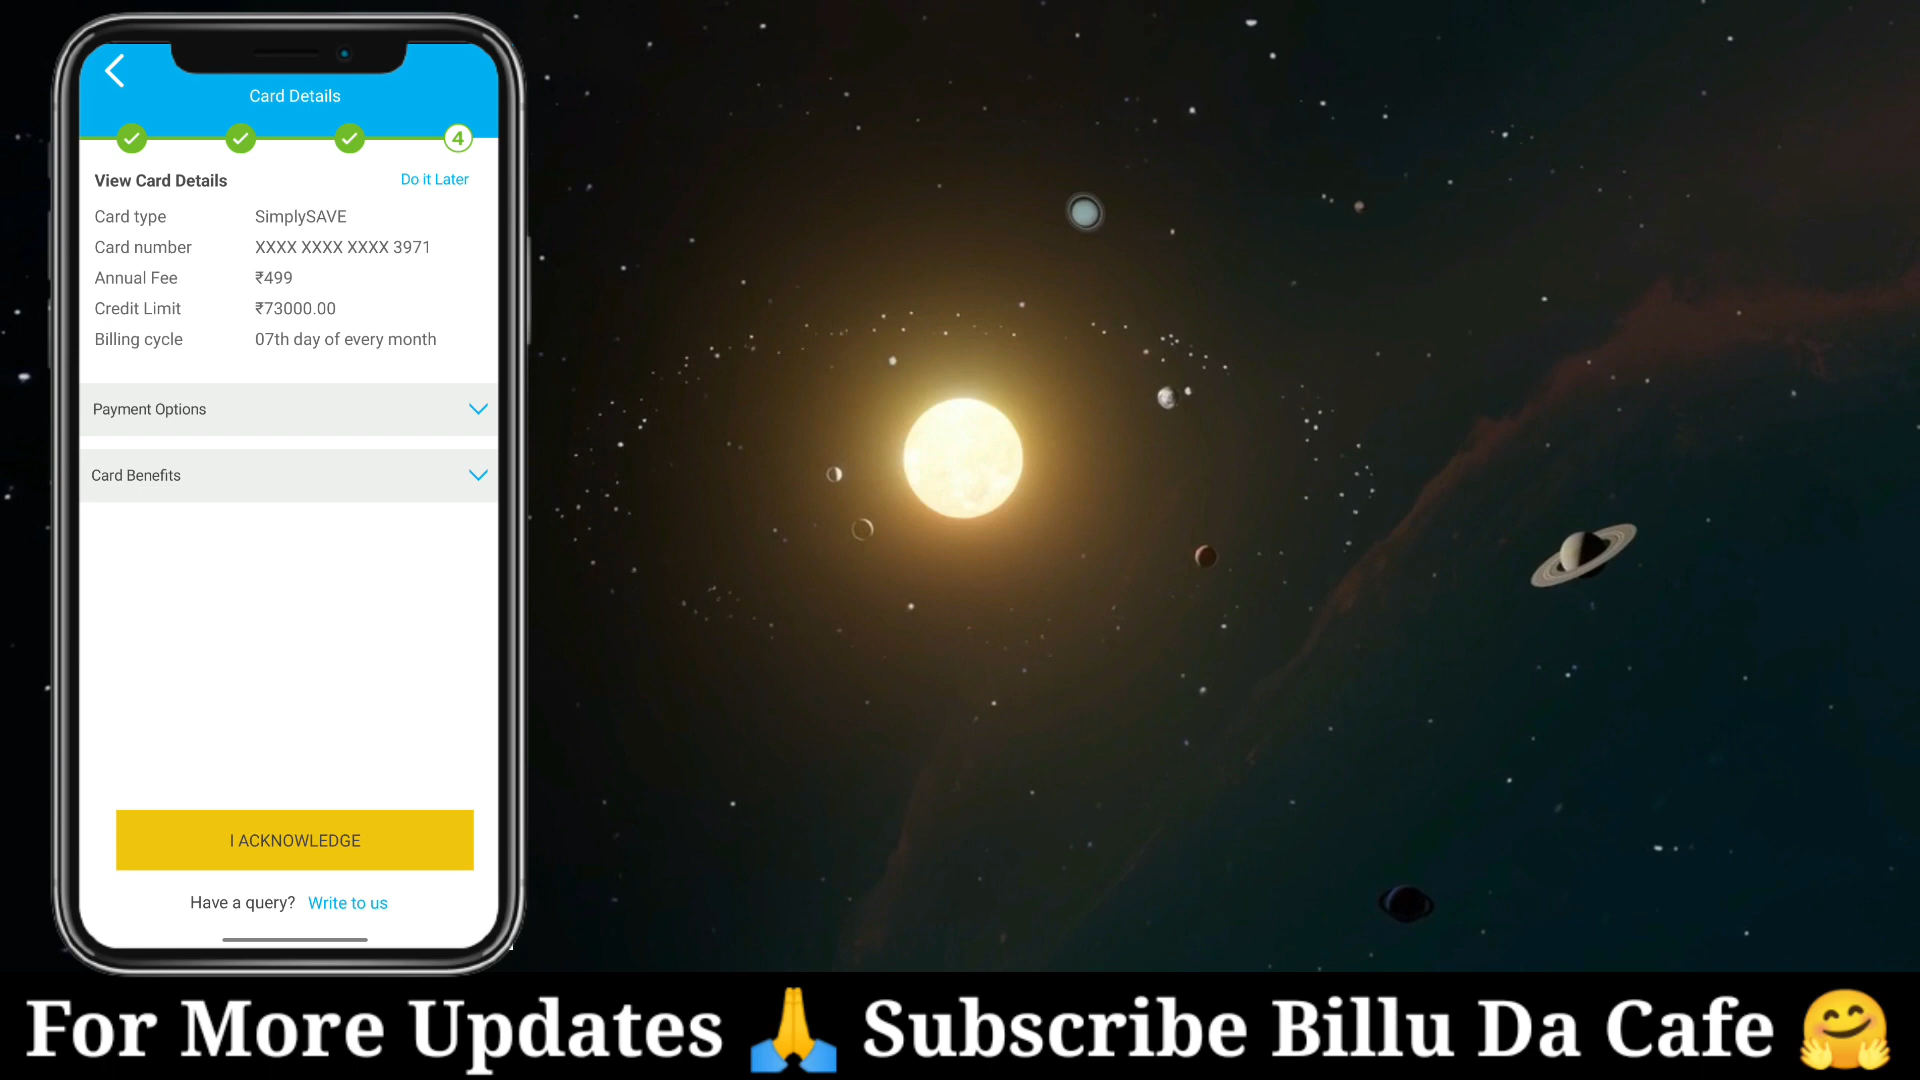 Card Details
4
View Card Details Do it Later
Card type SimplySAVE
Card number XXXX XXXX XXXX 3971
Annual Fee ₹499
Credit Limit ₹73000.00
Billing cycle 07th day of every month
Payment Options
Card Benefits
I ACKNOWLEDGE
Have a query? Write to us
For More Updates 🙏 Subscribe Billu Da Cafe 🤗